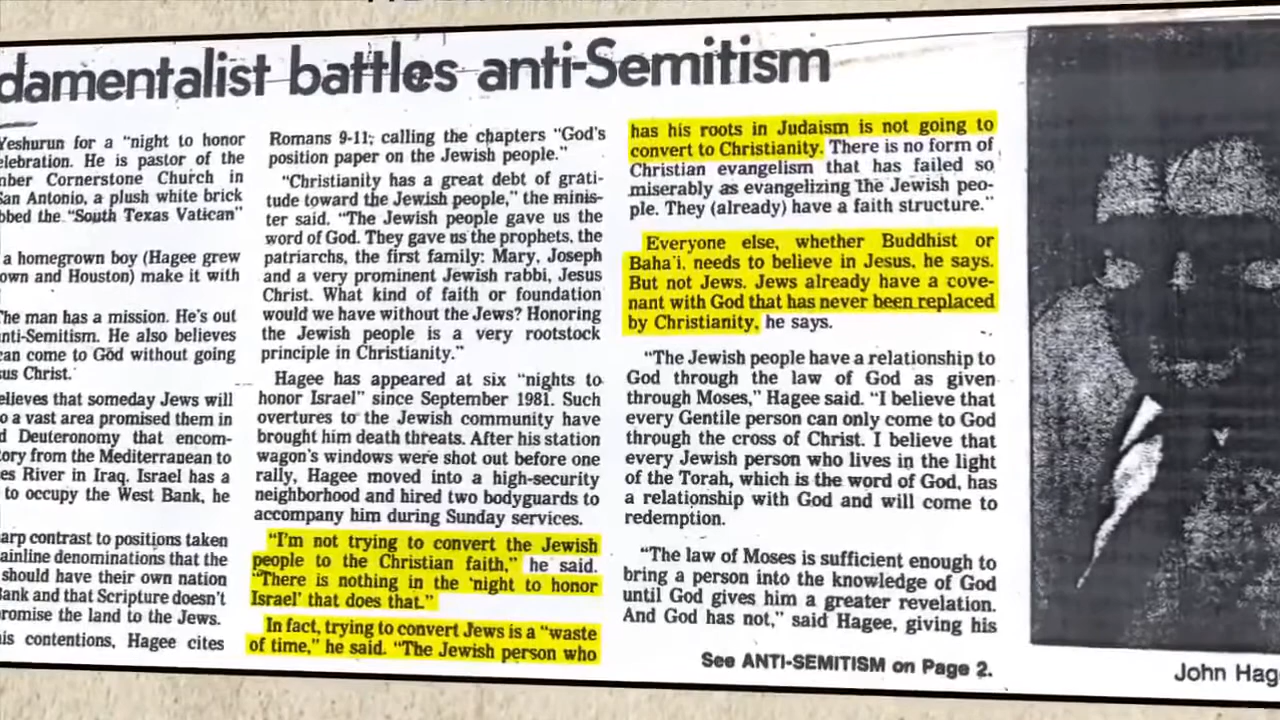 damentalist battles anti-Semitism
Yeshurun for a "night to honor
elebration. He is pastor of the
mber Cornerstone Church in
San Antonio, a plush white brick
bbed the "South Texas Vatican"
a homegrown boy (Hagee grew
own and Houston) make it with
The man has a mission. He's out
nti-Semitism. He also believes
can come to God without going
sus Christ.
elieves that someday Jews will
o a vast area promised them in
d Deuteronomy that encom-
ory from the Mediterranean to
es River in Iraq. Israel has a
to occupy the West Bank, he
arp contrast to positions taken
ainline denominations that the
should have their own nation
Bank and that Scripture doesn't
romise the land to the Jews.
is contentions, Hagee cites
Romans 9-11; calling the chapters "God's
position paper on the Jewish people."
"Christianity has a great debt of grati-
tude toward the Jewish people," the minis-
ter said. "The Jewish people gave us the
word of God. They gave us the prophets, the
patriarchs, the first family: Mary, Joseph
and a very prominent Jewish rabbi, Jesus
Christ. What kind of faith or foundation
would we have without the Jews? Honoring
the Jewish people is a very rootstock
principle in Christianity."
Hagee has appeared at six "nights to
honor Israel" since September 1981. Such
overtures to the Jewish community have
brought him death threats. After his station
wagon's windows were shot out before one
rally, Hagee moved into a high-security
neighborhood and hired two bodyguards to
accompany him during Sunday services.
"I'm not trying to convert the Jewish
people to the Christian faith," he said.
"There is nothing in the 'night to honor
Israel' that does that."
In fact, trying to convert Jews is a "waste
of time," he said. "The Jewish person who
has his roots in Judaism is not going to
convert to Christianity. There is no form of
Christian evangelism that has failed so
miserably as evangelizing the Jewish peo-
ple. They (already) have a faith structure."
Everyone else, whether Buddhist or
Baha'i, needs to believe in Jesus, he says.
But not Jews. Jews already have a cove-
nant with God that has never been replaced
by Christianity, he says.
"The Jewish people have a relationship to
God through the law of God as given
through Moses," Hagee said. "I believe that
every Gentile person can only come to God
through the cross of Christ. I believe that
every Jewish person who lives in the light
of the Torah, which is the word of God, has
a relationship with God and will come to
redemption.
"The law of Moses is sufficient enough to
bring a person into the knowledge of God
until God gives him a greater revelation.
And God has not," said Hagee, giving his
See ANTI-SEMITISM on Page 2.
John Hag